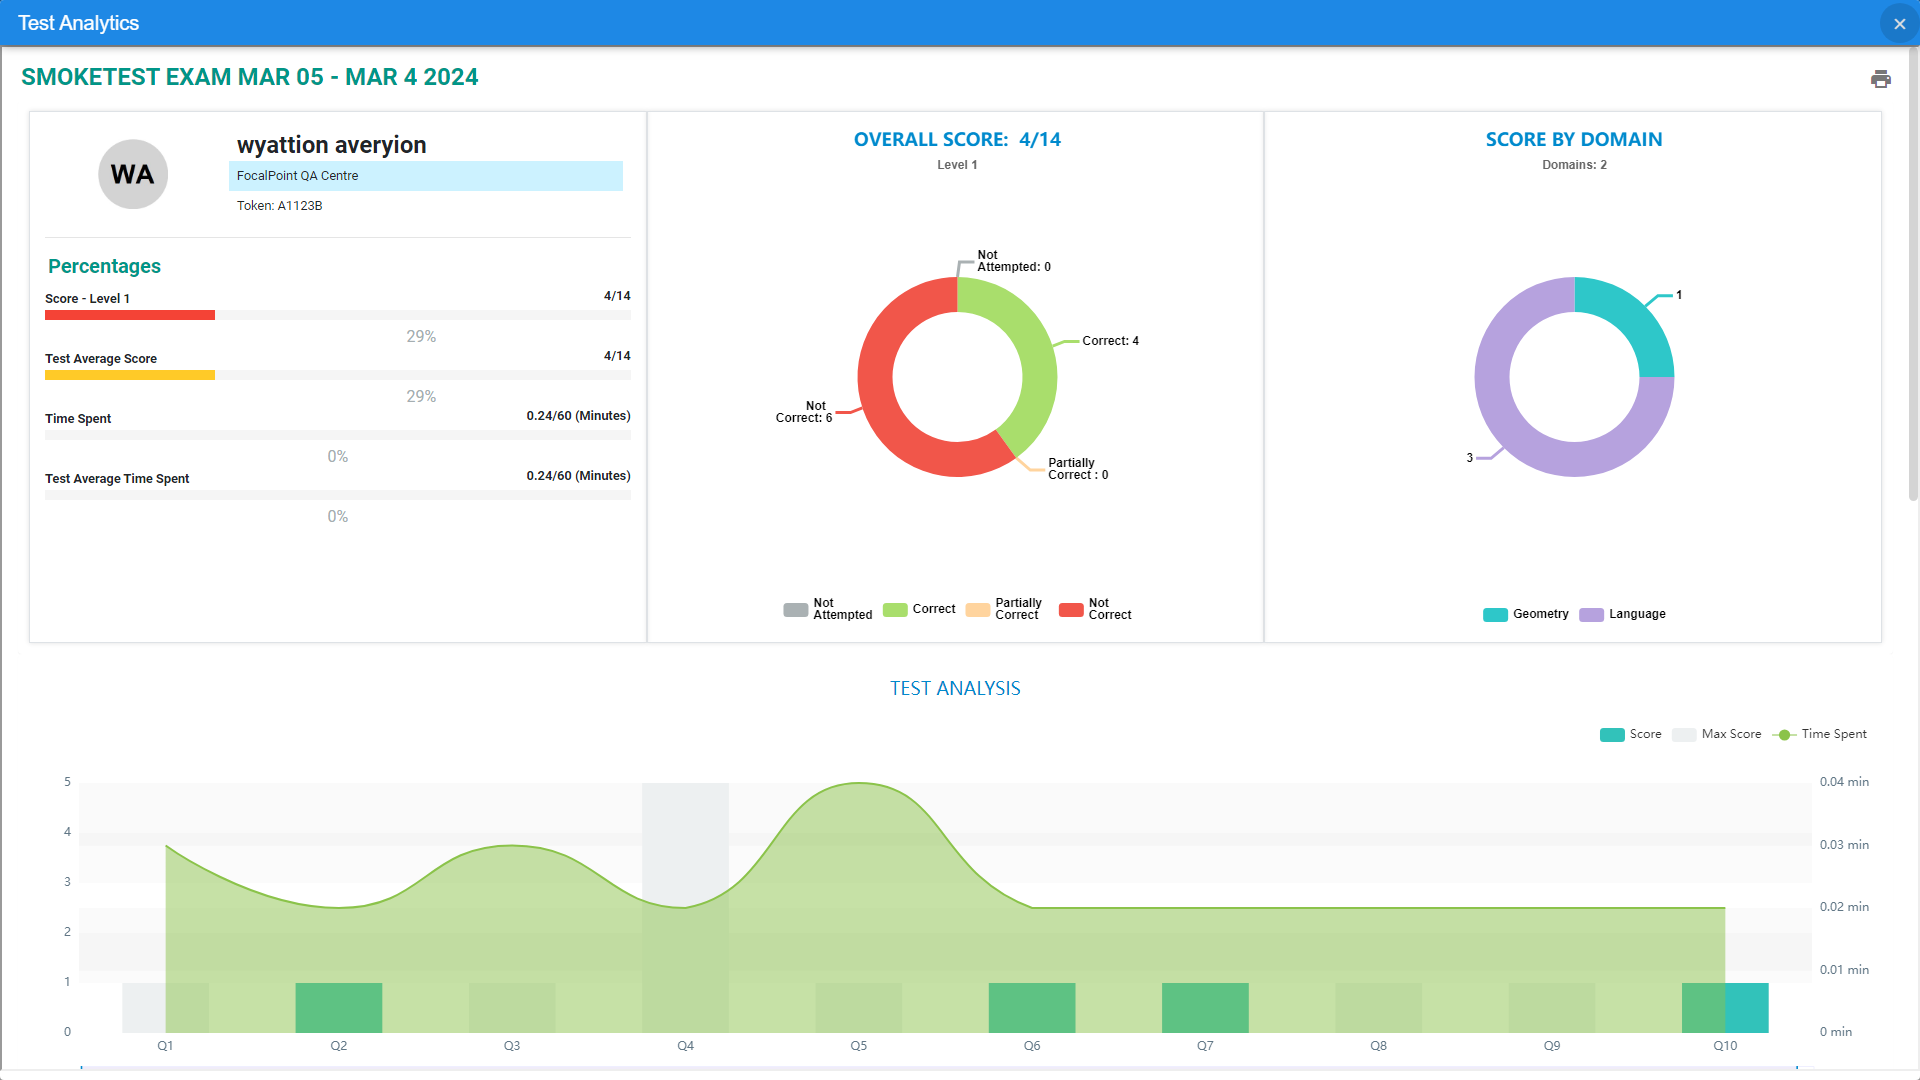 Test Analytics
SMOKETEST EXAM MAR 05 - MAR 4 2024
WA
wyattion averyion
FocalPoint QA Centre
Token: A1123B
Percentages
Score - Level 1
4/14
29%
Test Average Score
4/14
29%
Time Spent
0.24/60 (Minutes)
0%
Test Average Time Spent
0.24/60 (Minutes)
0%
OVERALL SCORE: 4/14
Level 1
Not
Attempted: 0
Correct: 4
Not
Correct: 6
Partially
Correct : 0
Not
Attempted
Correct
Partially
Correct
Not
Correct
SCORE BY DOMAIN
Domains: 2
1
3
Geometry
Language
TEST ANALYSIS
Score
Max Score
Time Spent
5
4
3
2
1
0
0.04 min
0.03 min
0.02 min
0.01 min
0 min
Q1
Q2
Q3
Q4
Q5
Q6
Q7
Q8
Q9
Q10